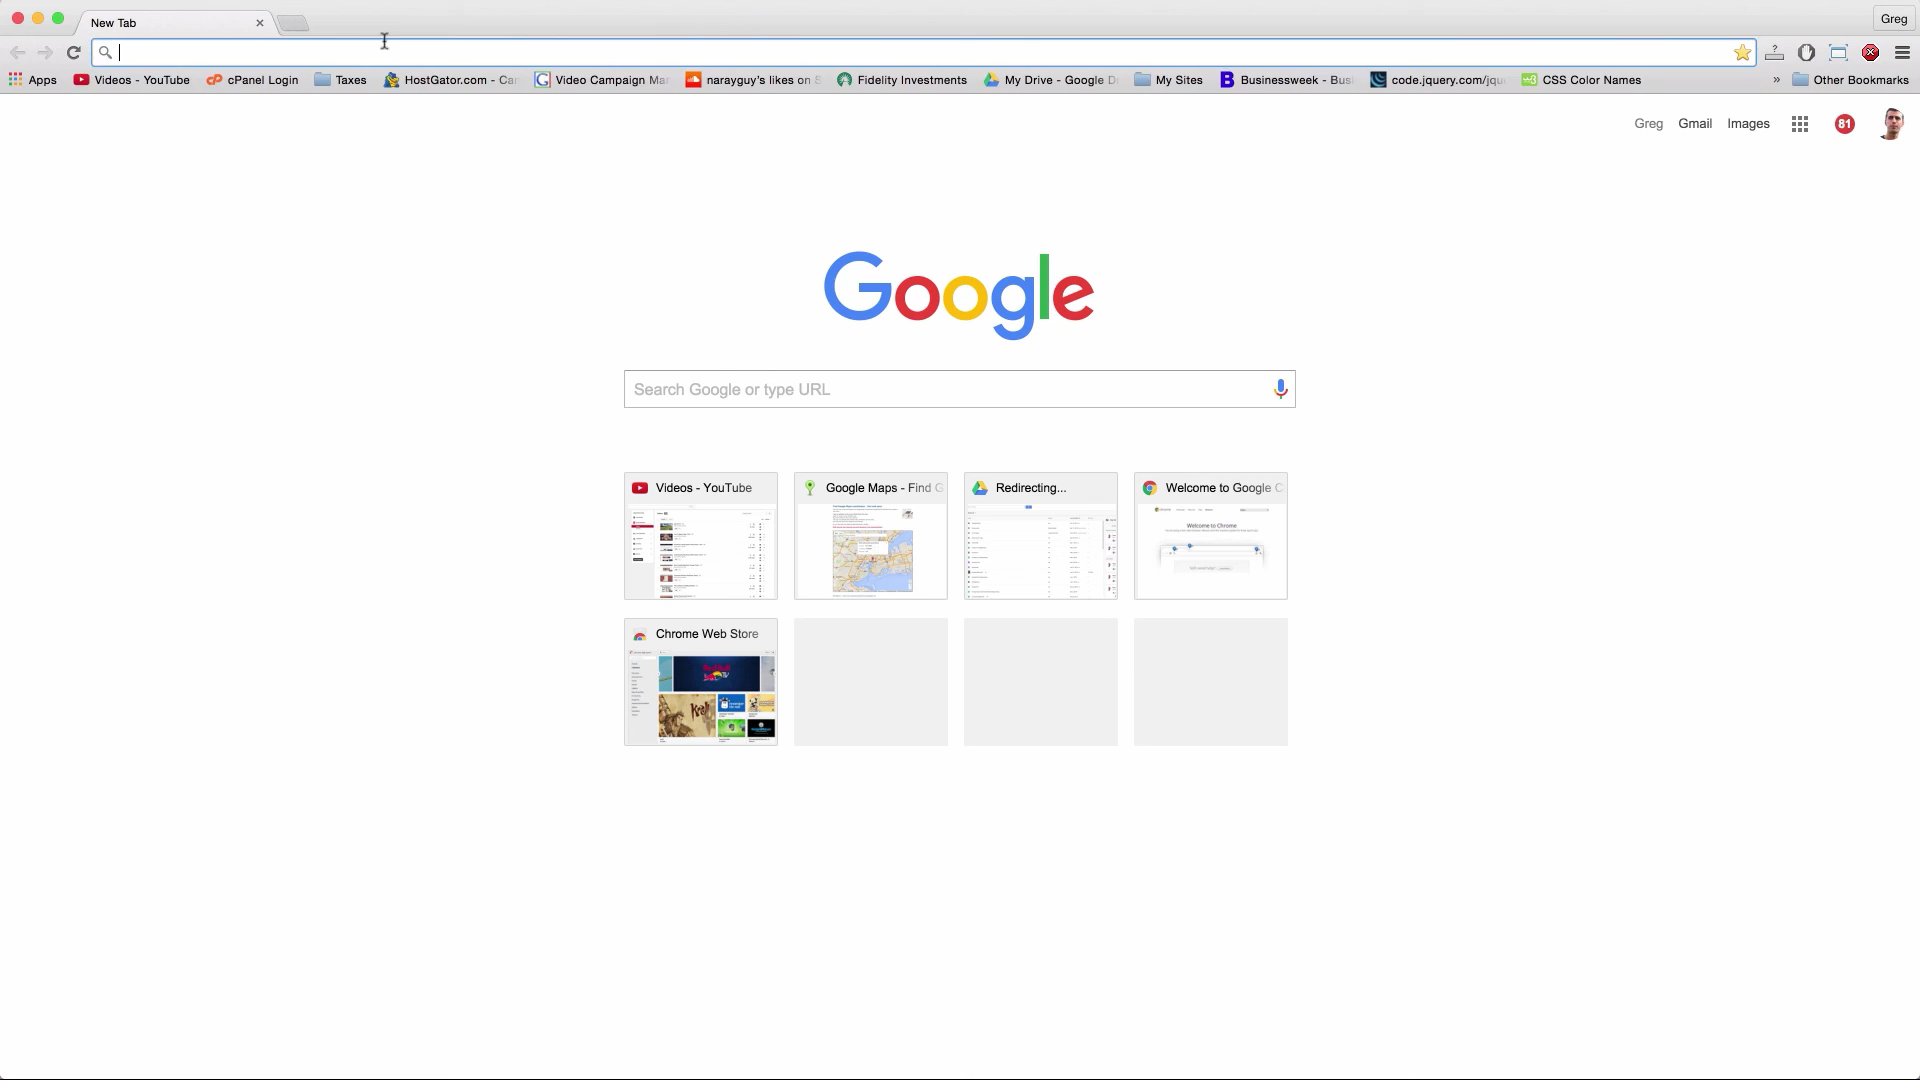 New Tab
Greg
Apps Videos - YouTube cPanel Login Taxes HostGator.com - Ca Video Campaign Ma narayguy's likes on S Fidelity Investments My Drive - Google D My Sites Businessweek - Bus code.jquery.com/jqu CSS Color Names » Other Bookmarks
Greg Gmail Images 81
Google
Search Google or type URL
Videos - YouTube Google Maps - Find G Redirecting... Welcome to Google C
Welcome to Chrome
Chrome Web Store